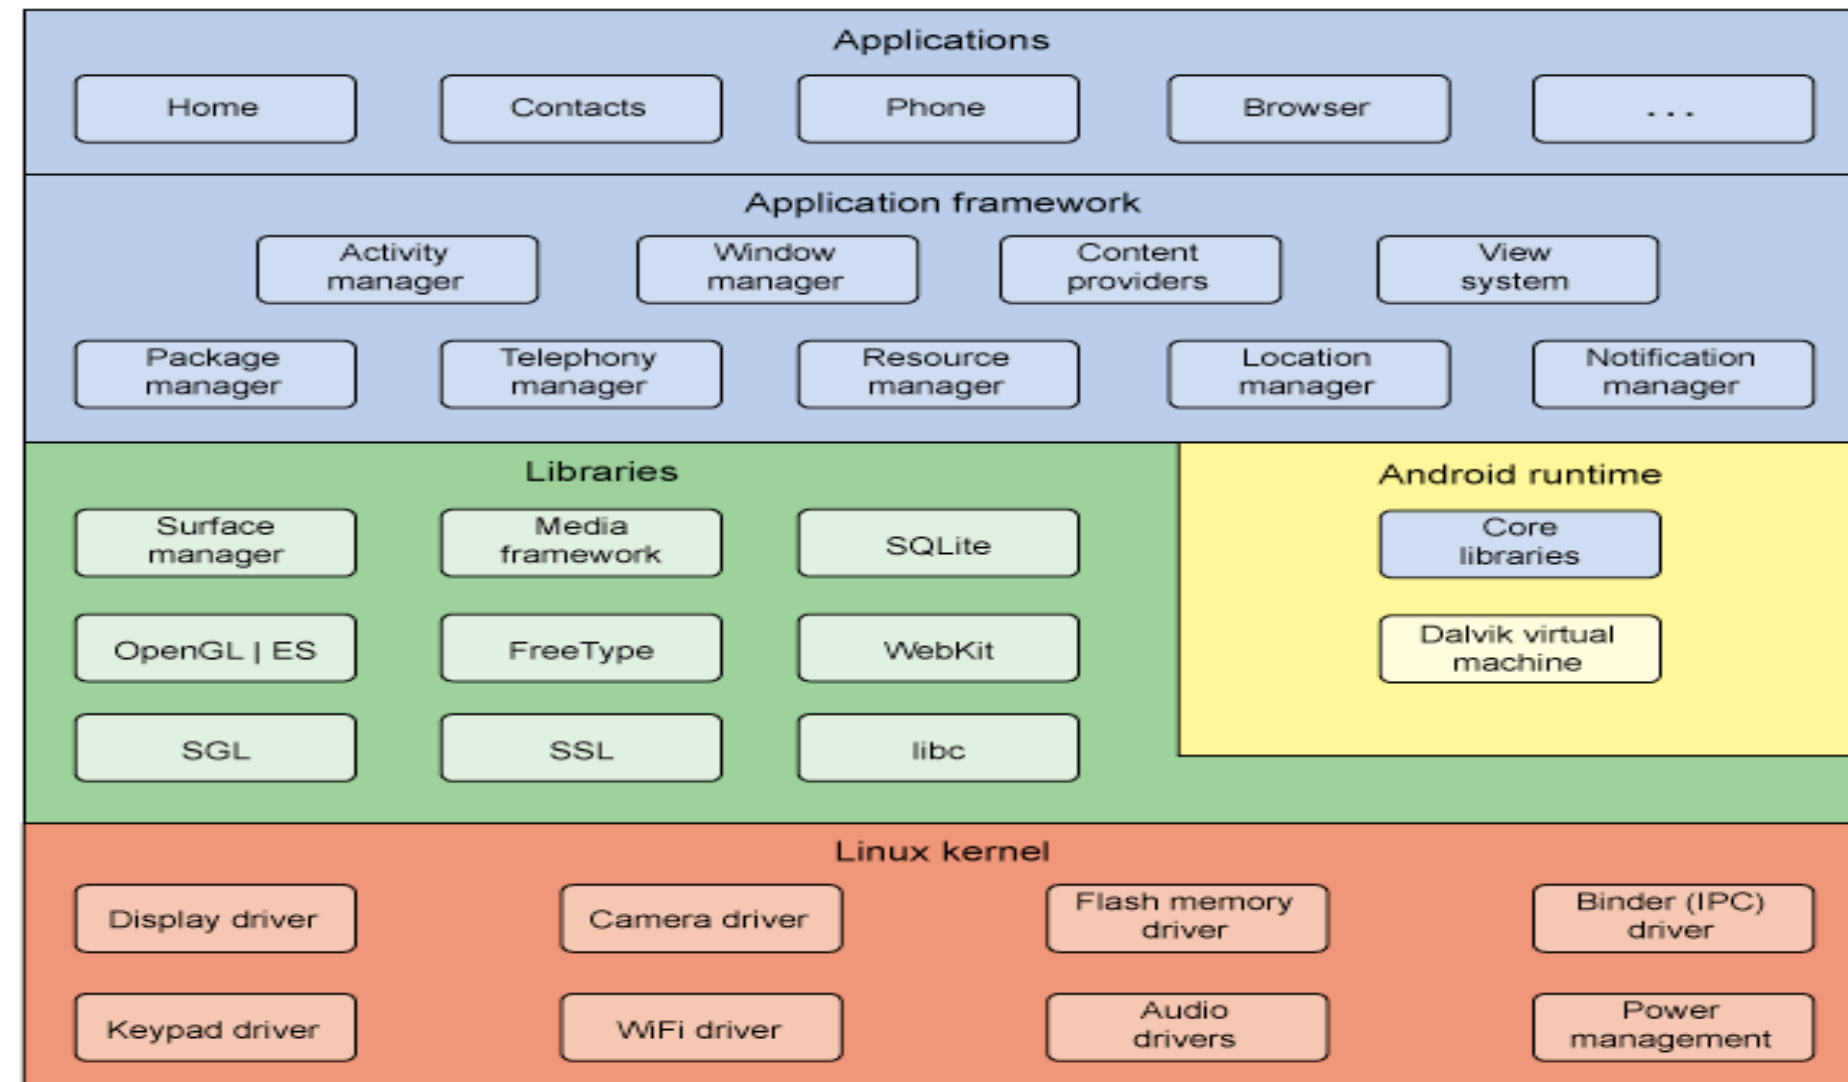 Applications
Home
Contacts
Phone
Browser
...
Application framework
Activity
manager
Window
manager
Content
providers
View
system
Package
manager
Telephony
manager
Resource
manager
Location
manager
Notification
manager
Libraries
Surface
manager
Media
framework
SQLite
OpenGL | ES
FreeType
WebKit
SGL
SSL
libc
Android runtime
Core
libraries
Dalvik virtual
machine
Linux kernel
Display driver
Camera driver
Flash memory
driver
Binder (IPC)
driver
Keypad driver
WiFi driver
Audio
drivers
Power
management